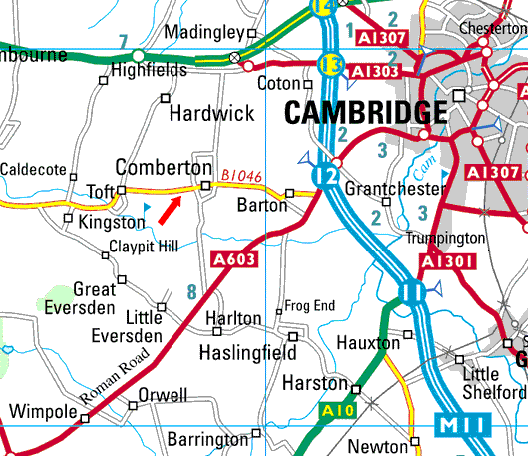 14
Madingley
1
2
A1307
Chesterton
7
nbourne
13
2
Highfields
Coton
A1303
A
Hardwick
CAMBRIDGE
2
3
Comberton
Caldecote
B1046
12
Cam
A1307
Toft
Grantchester
Barton
Kingston
2
3
Trumpington
Claypit Hill
A603
A1301
Great
Eversden
8
11
Little
Eversden
Frog End
Harlton
Hauxton
Haslingfield
S
G
Roman Road
Little
Shelford
Harston
Orwell
Wimpole
A10
M11
Barrington
Newton